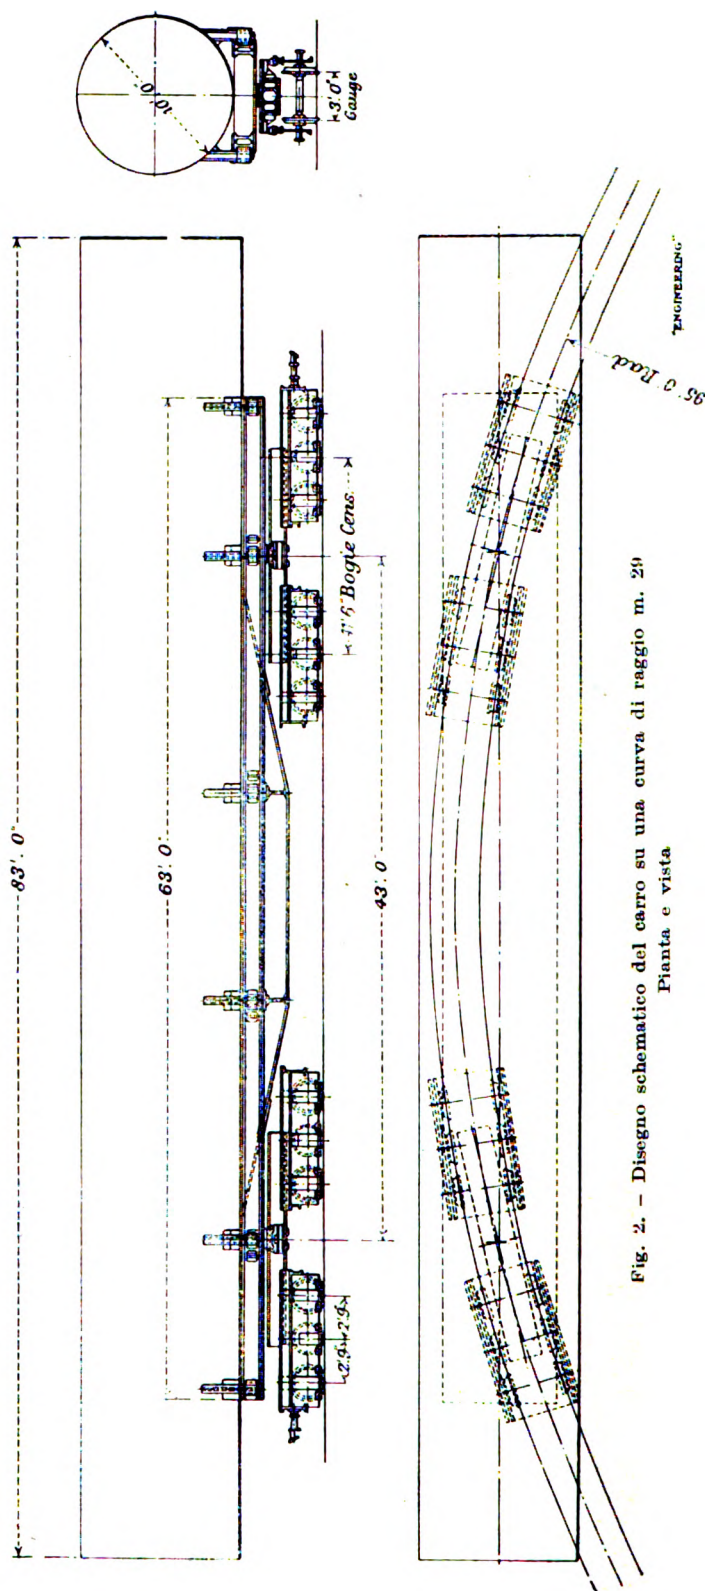 83'. 0"
63'. 0"
43'. 0"
11' 6" Bogie Cens.
2'. 9" 2'. 9"
10'. 0"
3'. 0"
Gauge
95'. 0 Rad.
"ENGINEERING"
Fig. 2. – Disegno schematico del carro su una curva di raggio m. 29
Pianta e vista